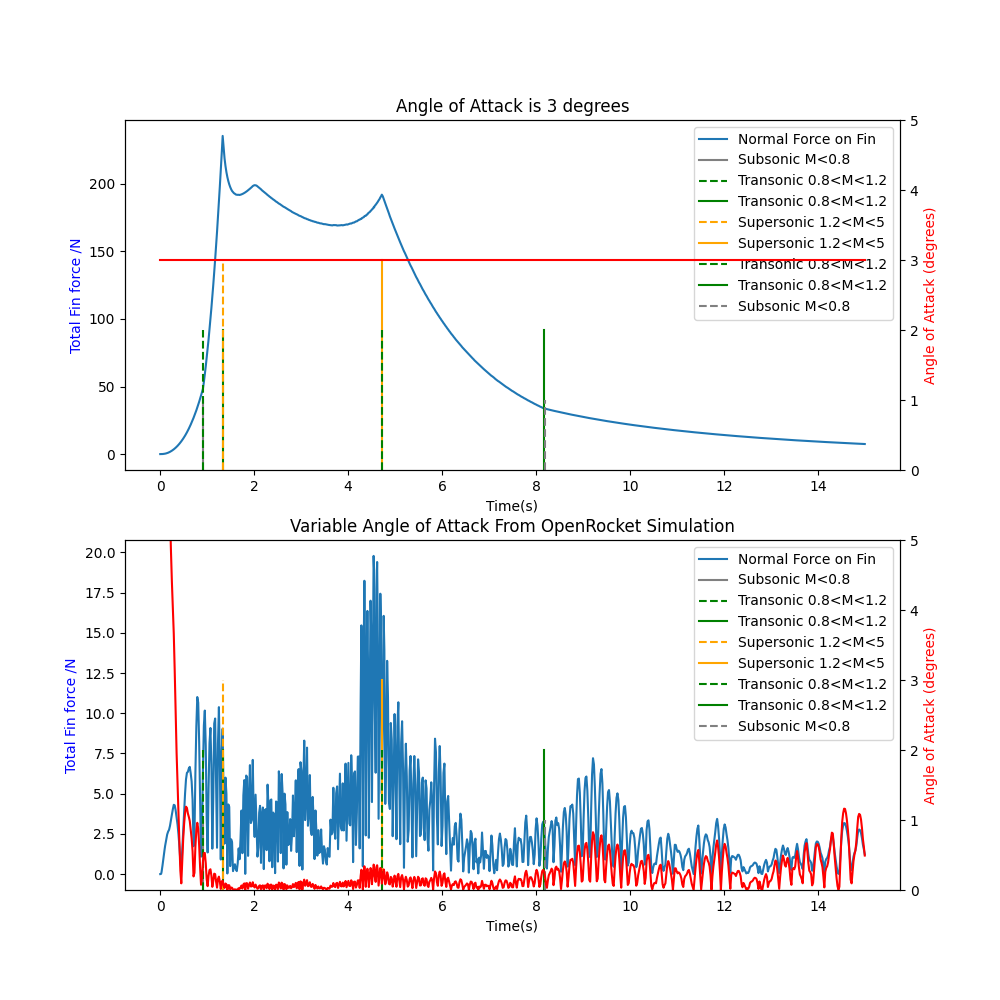 Angle of Attack is 3 degrees
Total Fin force /N
200
150
100
50
0
Normal Force on Fin
Subsonic M<0.8
Transonic 0.8<M<1.2
Transonic 0.8<M<1.2
Supersonic 1.2<M<5
Supersonic 1.2<M<5
Transonic 0.8<M<1.2
Transonic 0.8<M<1.2
Subsonic M<0.8
5
4
3
2
1
0
Angle of Attack (degrees)
0 2 4 6 8 10 12 14
Time(s)
Variable Angle of Attack From OpenRocket Simulation
Total Fin force /N
20.0
17.5
15.0
12.5
10.0
7.5
5.0
2.5
0.0
Normal Force on Fin
Subsonic M<0.8
Transonic 0.8<M<1.2
Transonic 0.8<M<1.2
Supersonic 1.2<M<5
Supersonic 1.2<M<5
Transonic 0.8<M<1.2
Transonic 0.8<M<1.2
Subsonic M<0.8
5
4
3
2
1
0
Angle of Attack (degrees)
0 2 4 6 8 10 12 14
Time(s)